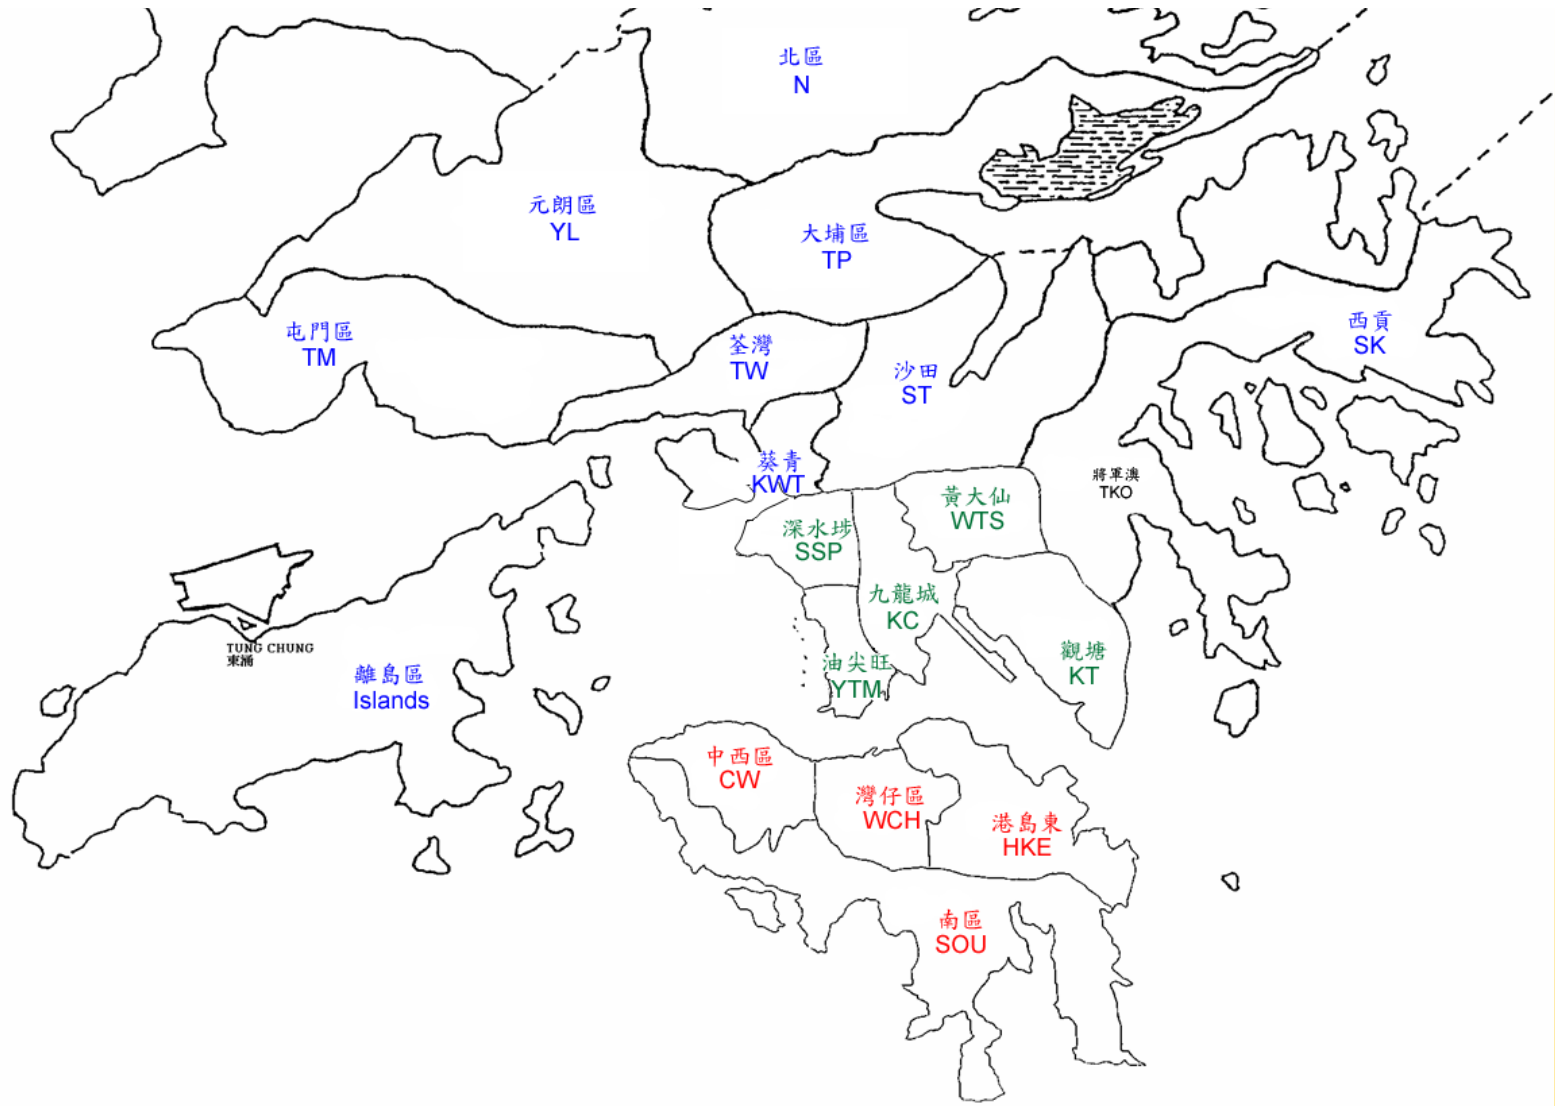 北區
N
元朗區
YL
大埔區
TP
屯門區
TM
荃灣
TW
西貢
SK
沙田
ST
葵青
KWT
將軍澳
TKO
黃大仙
WTS
深水埗
SSP
九龍城
KC
TUNG CHUNG
東涌
離島區
Islands
油尖旺
YTM
觀塘
KT
中西區
CW
灣仔區
WCH
港島東
HKE
南區
SOU